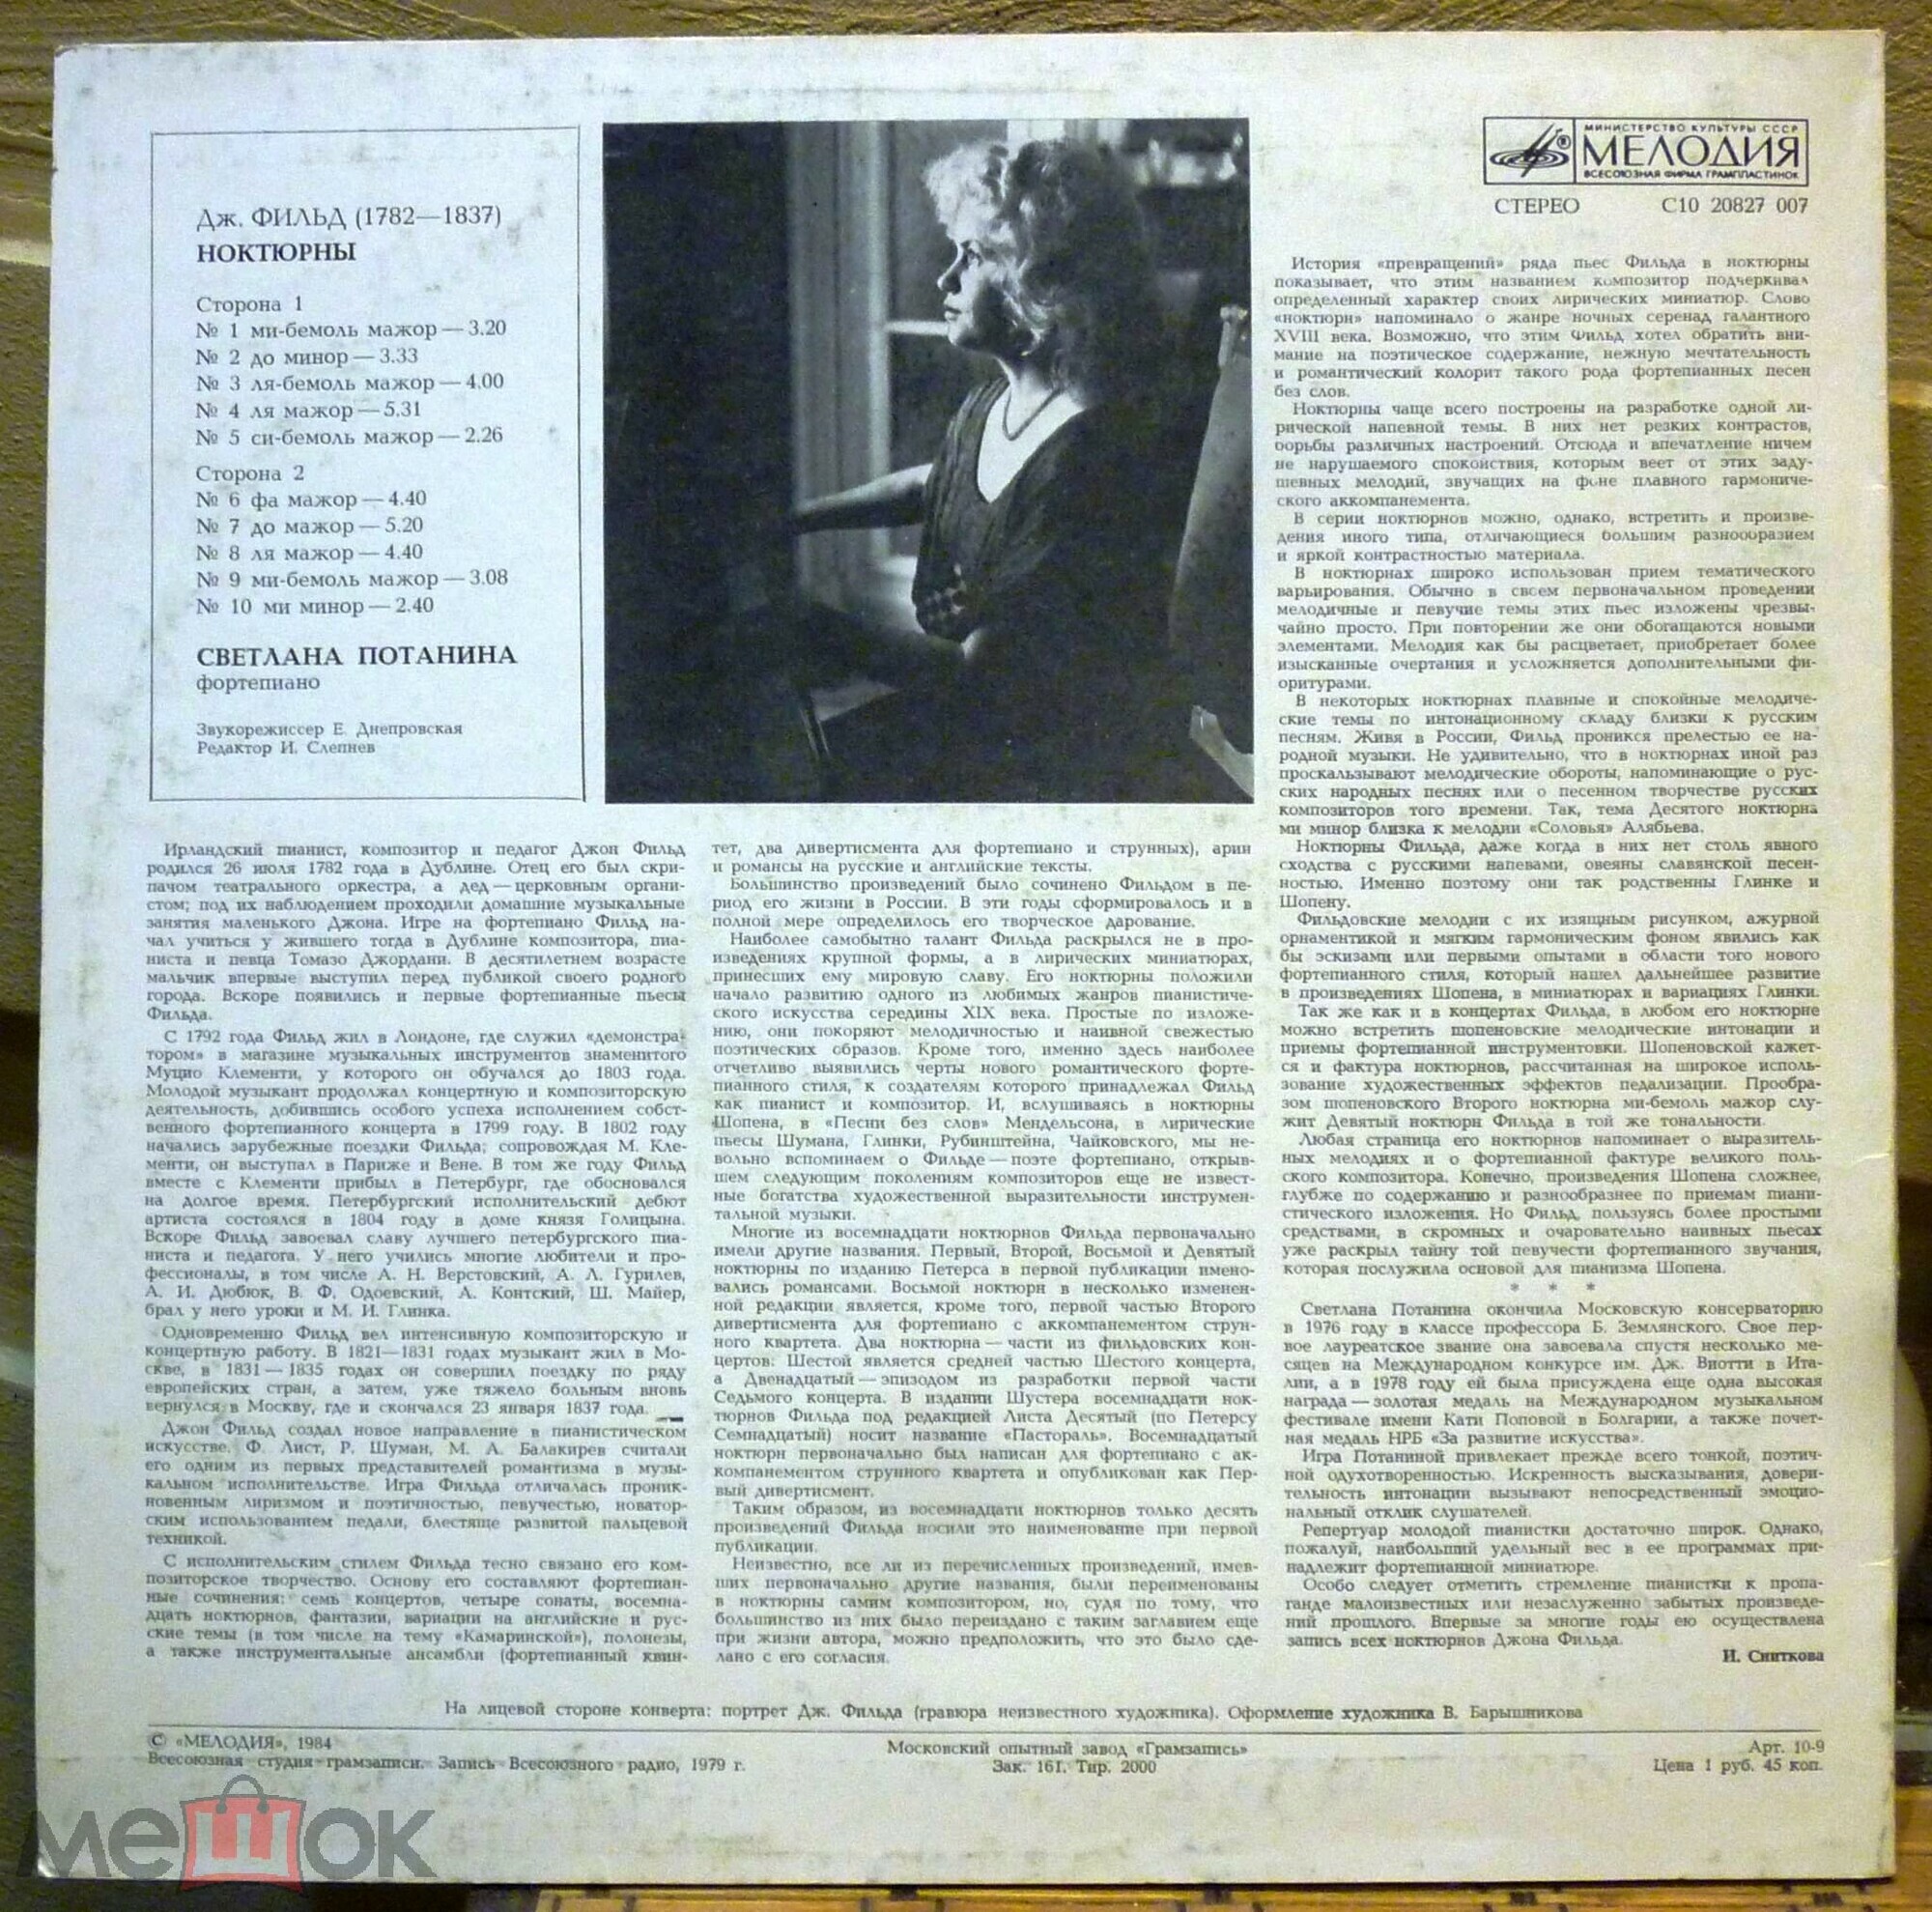 Дж. ФИЛЬД (1782—1837)
НОКТЮРНЫ
Сторона 1
№ 1 ми-бемоль мажор — 3.20
№ 2 до минор — 3.33
№ 3 ля-бемоль мажор — 4.00
№ 4 ля мажор — 5.31
№ 5 си-бемоль мажор — 2.26
Сторона 2
№ 6 фа мажор — 4.40
№ 7 до мажор — 5.20
№ 8 ля мажор — 4.40
№ 9 ми-бемоль мажор — 3.08
№ 10 ми минор — 2.40
СВЕТЛАНА ПОТАНИНА
фортепиано
Звукорежиссер Е. Днепровская
Редактор И. Слепнев
МИНИСТЕРСТВО КУЛЬТУРЫ СССР
МЕЛОДИЯ
ВСЕСОЮЗНАЯ ФИРМА ГРАМПЛАСТИНОК
СТЕРЕО С10 20827 007
Ирландский пианист, композитор и педагог Джон Фильд
родился 26 июля 1782 года в Дублине. Отец его был скри-
пачом театрального оркестра, а дед — церковным органи-
стом; под их наблюдением проходили домашние музыкальные
занятия маленького Джона. Игре на фортепиано Фильд на-
чал учиться у жившего тогда в Дублине композитора, пиа-
ниста и певца Томазо Джордани. В десятилетнем возрасте
мальчик впервые выступил перед публикой своего родного
города. Вскоре появились и первые фортепианные пьесы
Фильда.
С 1792 года Фильд жил в Лондоне, где служил «демонстра-
тором» в магазине музыкальных инструментов знаменитого
Муцио Клементи, у которого он обучался до 1803 года.
Молодой музыкант продолжал концертную и композиторскую
деятельность, добившись особого успеха исполнением собст-
венного фортепианного концерта в 1799 году. В 1802 году
начались зарубежные поездки Фильда; сопровождая М. Кле-
менти, он выступал в Париже и Вене. В том же году Фильд
вместе с Клементи прибыл в Петербург, где обосновался
на долгое время. Петербургский исполнительский дебют
артиста состоялся в 1804 году в доме князя Голицына.
Вскоре Фильд завоевал славу лучшего петербургского пиа-
ниста и педагога. У него учились многие любители и про-
фессионалы, в том числе А. Н. Верстовский, А. Л. Гурилев,
А. И. Дюбюк, В. Ф. Одоевский, А. Контский, Ш. Майер,
брал у него уроки и М. И. Глинка.
Одновременно Фильд вел интенсивную композиторскую и
концертную работу. В 1821—1831 годах музыкант жил в Мо-
скве, в 1831 — 1835 годах он совершил поездку по ряду
европейских стран, а затем, уже тяжело больным вновь
вернулся в Москву, где и скончался 23 января 1837 года.
Джон Фильд создал новое направление в пианистическом
искусстве. Ф. Лист, Р. Шуман, М. А. Балакирев считали
его одним из первых представителей романтизма в музы-
кальном исполнительстве. Игра Фильда отличалась проник-
новенным лиризмом и поэтичностью, певучестью, новатор-
ским использованием педали, блестяще развитой пальцевой
техникой.
С исполнительским стилем Фильда тесно связано его ком-
позиторское творчество. Основу его составляют фортепиан-
ные сочинения: семь концертов, четыре сонаты, восемна-
дцать ноктюрнов, фантазии, вариации на английские и рус-
ские темы (в том числе на тему «Камаринской»), полонезы,
а также инструментальные ансамбли (фортепианный квин-
тет, два дивертисмента для фортепиано и струнных), арии
и романсы на русские и английские тексты.
Большинство произведений было сочинено Фильдом в пе-
риод его жизни в России. В эти годы сформировалось и в
полной мере определилось его творческое дарование.
Наиболее самобытно талант Фильда раскрылся не в про-
изведениях крупной формы, а в лирических миниатюрах,
принесших ему мировую славу. Его ноктюрны положили
начало развитию одного из любимых жанров пианистиче-
ского искусства середины XIX века. Простые по изложе-
нию, они покоряют мелодичностью и наивной свежестью
поэтических образов. Кроме того, именно здесь наиболее
отчетливо выявились черты нового романтического форте-
пианного стиля, к создателям которого принадлежал Фильд
как пианист и композитор. И, вслушиваясь в ноктюрны
Шопена, в «Песни без слов» Мендельсона, в лирические
пьесы Шумана, Глинки, Рубинштейна, Чайковского, мы не-
вольно вспоминаем о Фильде — поэте фортепиано, открыв-
шем следующим поколениям композиторов еще не извест-
ные богатства художественной выразительности инструмен-
тальной музыки.
Многие из восемнадцати ноктюрнов Фильда первоначально
имели другие названия. Первый, Второй, Восьмой и Девятый
ноктюрны по изданию Петерса в первой публикации имено-
вались романсами. Восьмой ноктюрн в несколько изменен-
ной редакции является, кроме того, первой частью Второго
дивертисмента для фортепиано с аккомпанементом струн-
ного квартета. Два ноктюрна — части из фильдовских кон-
цертов: Шестой является средней частью Шестого концерта,
а Двенадцатый — эпизодом из разработки первой части
Седьмого концерта. В издании Шустера восемнадцати нок-
тюрнов Фильда под редакцией Листа Десятый (по Петерсу
Семнадцатый) носит название «Пастораль». Восемнадцатый
ноктюрн первоначально был написан для фортепиано с ак-
компанементом струнного квартета и опубликован как Пер-
вый дивертисмент.
Таким образом, из восемнадцати ноктюрнов только десять
произведений Фильда носили это наименование при первой
публикации.
Неизвестно, все ли из перечисленных произведений, имев-
ших первоначально другие названия, были переименованы
в ноктюрны самим композитором, но, судя по тому, что
большинство из них было переиздано с таким заглавием еще
при жизни автора, можно предположить, что это было сде-
лано с его согласия.
История «превращений» ряда пьес Фильда в ноктюрны
показывает, что этим названием композитор подчеркивал
определенный характер своих лирических миниатюр. Слово
«ноктюрн» напоминало о жанре ночных серенад галантного
XVIII века. Возможно, что этим Фильд хотел обратить вни-
мание на поэтическое содержание, нежную мечтательность
и романтический колорит такого рода фортепианных песен
без слов.
Ноктюрны чаще всего построены на разработке одной ли-
рической напевной темы. В них нет резких контрастов,
борьбы различных настроений. Отсюда и впечатление ничем
не нарушаемого спокойствия, которым веет от этих заду-
шевных мелодий, звучащих на фоне плавного гармониче-
ского аккомпанемента.
В серии ноктюрнов можно, однако, встретить и произве-
дения иного типа, отличающиеся большим разнообразием
и яркой контрастностью материала.
В ноктюрнах широко использован прием тематического
варьирования. Обычно в своем первоначальном проведении
мелодичные и певучие темы этих пьес изложены чрезвы-
чайно просто. При повторении же они обогащаются новыми
элементами. Мелодия как бы расцветает, приобретает более
изысканные очертания и усложняется дополнительными фи-
оритурами.
В некоторых ноктюрнах плавные и спокойные мелодиче-
ские темы по интонационному складу близки к русским
песням. Живя в России, Фильд проникся прелестью ее на-
родной музыки. Не удивительно, что в ноктюрнах иной раз
проскальзывают мелодические обороты, напоминающие о рус-
ских народных песнях или о песенном творчестве русских
композиторов того времени. Так, тема Десятого ноктюрна
ми минор близка к мелодии «Соловья» Алябьева.
Ноктюрны Фильда, даже когда в них нет столь явного
сходства с русскими напевами, овеяны славянской песен-
ностью. Именно поэтому они так родственны Глинке и
Шопену.
Фильдовские мелодии с их изящным рисунком, ажурной
орнаментикой и мягким гармоническим фоном явились как
бы эскизами или первыми опытами в области того нового
фортепианного стиля, который нашел дальнейшее развитие
в произведениях Шопена, в миниатюрах и вариациях Глинки.
Так же как и в концертах Фильда, в любом его ноктюрне
можно встретить шопеновские мелодические интонации и
приемы фортепианной инструментовки. Шопеновской кажет-
ся и фактура ноктюрнов, рассчитанная на широкое исполь-
зование художественных эффектов педализации. Прообра-
зом шопеновского Второго ноктюрна ми-бемоль мажор слу-
жит Девятый ноктюрн Фильда в той же тональности.
Любая страница его ноктюрнов напоминает о выразитель-
ных мелодиях и о фортепианной фактуре великого поль-
ского композитора. Конечно, произведения Шопена сложнее,
глубже по содержанию и разнообразнее по приемам пиани-
стического изложения. Но Фильд, пользуясь более простыми
средствами, в скромных и очаровательно наивных пьесах
уже раскрыл тайну той певучести фортепианного звучания,
которая послужила основой для пианизма Шопена.
* * *
Светлана Потанина окончила Московскую консерваторию
в 1976 году в классе профессора Б. Землянского. Свое пер-
вое лауреатское звание она завоевала спустя несколько ме-
сяцев на Международном конкурсе им. Дж. Виотти в Ита-
лии, а в 1978 году ей была присуждена еще одна высокая
награда — золотая медаль на Международном музыкальном
фестивале имени Кати Поповой в Болгарии, а также почет-
ная медаль НРБ «За развитие искусства».
Игра Потаниной привлекает прежде всего тонкой, поэтич-
ной одухотворенностью. Искренность высказывания, довери-
тельность интонации вызывают непосредственный эмоцио-
нальный отклик слушателей.
Репертуар молодой пианистки достаточно широк. Однако,
пожалуй, наибольший удельный вес в ее программах при-
надлежит фортепианной миниатюре.
Особо следует отметить стремление пианистки к пропа-
ганде малоизвестных или незаслуженно забытых произведе-
ний прошлого. Впервые за многие годы ею осуществлена
запись всех ноктюрнов Джона Фильда.
И. Сниткова
На лицевой стороне конверта: портрет Дж. Фильда (гравюра неизвестного художника). Оформление художника В. Барышникова
© «МЕЛОДИЯ», 1984
Всесоюзная студия грамзаписи. Запись Всесоюзного радио, 1979 г.
Московский опытный завод «Грамзапись»
Зак. 161. Тир. 2000
Арт. 10-9
Цена 1 руб. 45 коп.
мешок